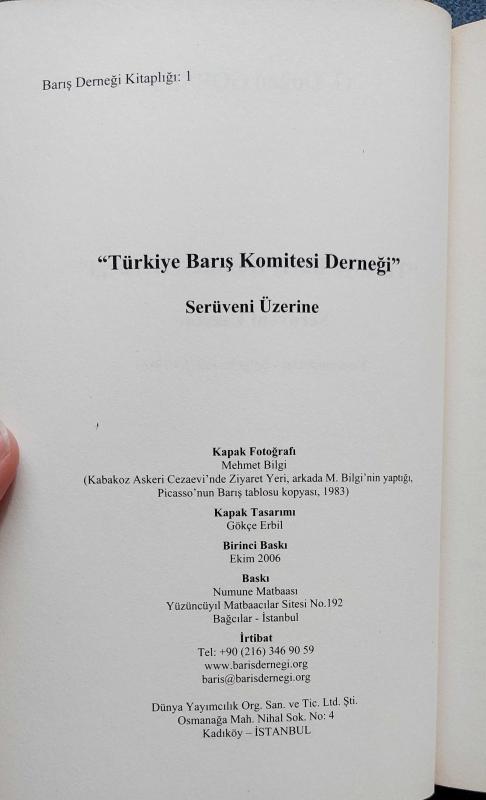 Barış Derneği Kitaplığı: 1
“Türkiye Barış Komitesi Derneği”
Serüveni Üzerine
Kapak Fotoğrafı
Mehmet Bilgi
(Kabakoz Askeri Cezaevi’nde Ziyaret Yeri, arkada M. Bilgi’nin yaptığı,
Picasso’nun Barış tablosu kopyası, 1983)
Kapak Tasarımı
Gökçe Erbil
Birinci Baskı
Ekim 2006
Baskı
Numune Matbaası
Yüzüncüyıl Matbaacılar Sitesi No.192
Bağcılar - İstanbul
İrtibat
Tel: +90 (216) 346 90 59
www.barisdernegi.org
baris@barisdernegi.org
Dünya Yayımcılık Org. San. ve Tic. Ltd. Şti.
Osmanağa Mah. Nihal Sok. No: 4
Kadıköy – İSTANBUL